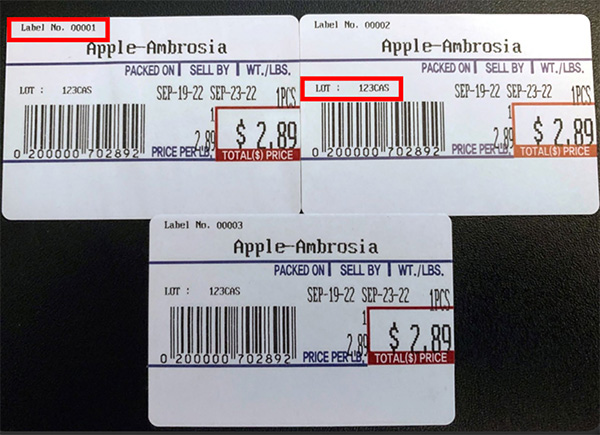 Label No. 00001
Apple-Ambrosia
PACKED ON SELL BY WT./LBS.
LOT : 123CAS
SEP-19-22 SEP-23-22 1PCS
2.89
$ 2.89
0 200000 702892
PRICE PER LB.
TOTAL($) PRICE
Label No. 00002
Apple-Ambrosia
PACKED ON SELL BY WT./LBS.
LOT : 123CAS
SEP-19-22 SEP-23-22 1PCS
2.89
$ 2.89
0 200000 702892
PRICE PER LB.
TOTAL($) PRICE
Label No. 00003
Apple-Ambrosia
PACKED ON SELL BY WT./LBS.
LOT : 123CAS
SEP-19-22 SEP-23-22 1PCS
2.89
$ 2.89
0 200000 702892
PRICE PER LB.
TOTAL($) PRICE